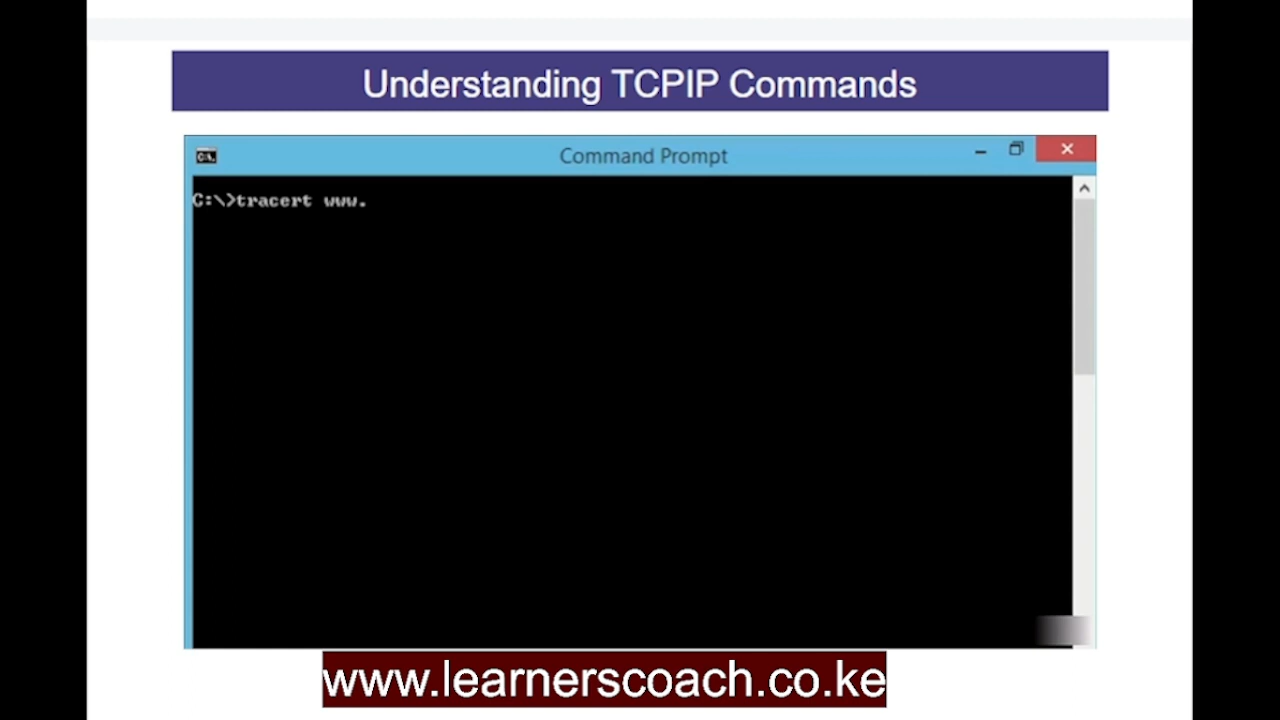 Understanding TCPIP Commands
C:\.
Command Prompt
C:\>tracert www.
www.learnerscoach.co.ke